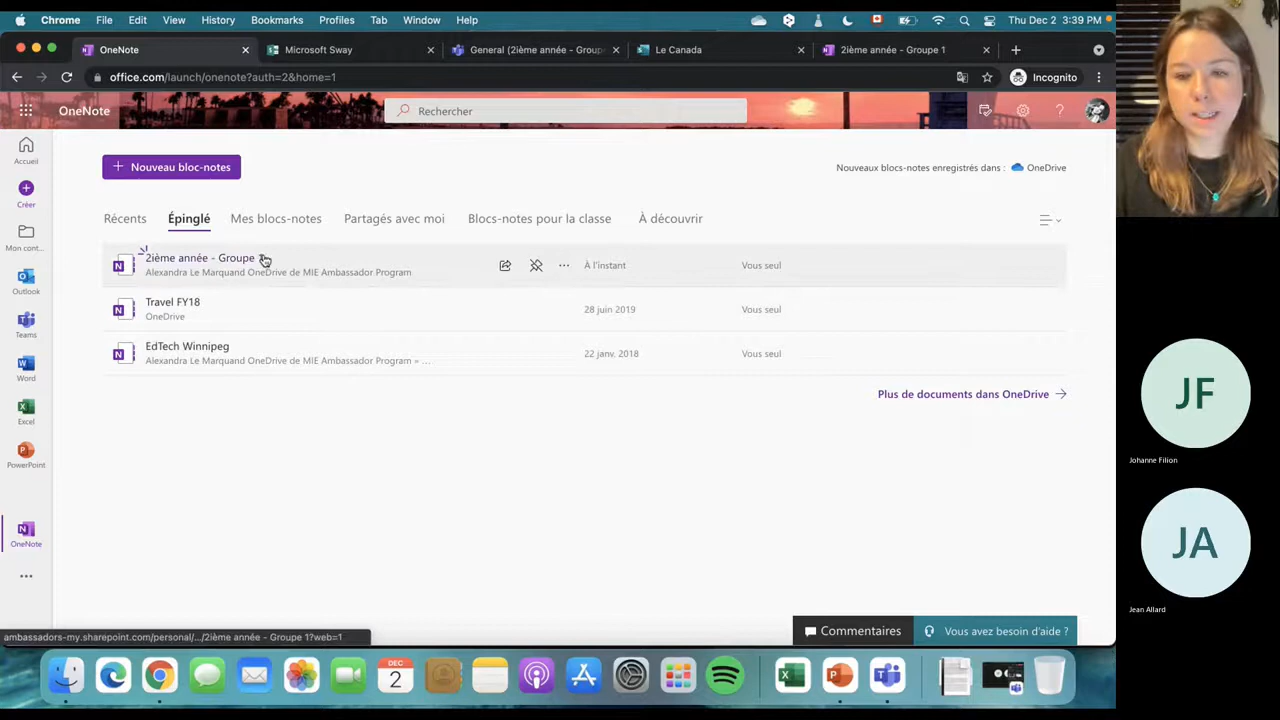 Chrome File Edit View History Bookmarks Profiles Tab Window Help Thu Dec 2 3:39 PM
OneNote Microsoft Sway General (2ième année - Groupe Le Canada 2ième année - Groupe 1
office.com/launch/onenote?auth=2&home=1 Incognito
OneNote Rechercher
Accueil
Créer
Mon cont...
Outlook
Teams
Word
Excel
PowerPoint
OneNote
Nouveau bloc-notes Nouveaux blocs-notes enregistrés dans : OneDrive
Récents Épinglé Mes blocs-notes Partagés avec moi Blocs-notes pour la classe À découvrir
2ième année - Groupe
Alexandra Le Marquand OneDrive de MIE Ambassador Program À l'instant Vous seul
Travel FY18
OneDrive 28 juin 2019 Vous seul
EdTech Winnipeg
Alexandra Le Marquand OneDrive de MIE Ambassador Program » ... 22 janv. 2018 Vous seul
Plus de documents dans OneDrive
Commentaires Vous avez besoin d'aide ?
ambassadors-my.sharepoint.com/personal/.../2ième année - Groupe 1?web=1
DEC
2
JF
Johanne Filion
JA
Jean Allard